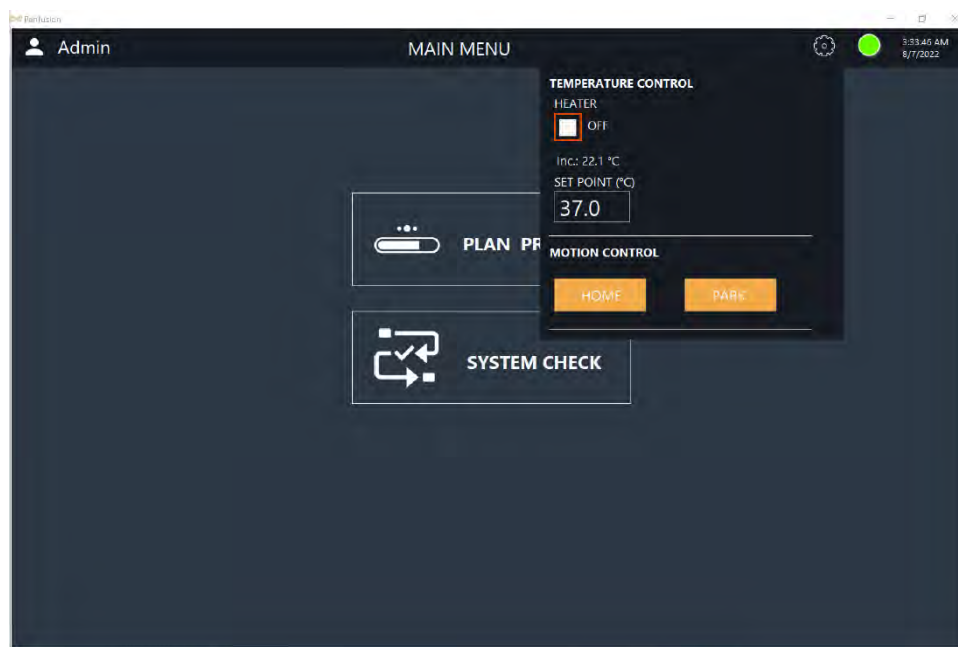 Panfusion
Admin
MAIN MENU
3:33:46 AM
8/7/2022
TEMPERATURE CONTROL
HEATER
OFF
Inc.: 22.1 °C
SET POINT (°C)
37.0
PLAN PR
MOTION CONTROL
HOME
PARK
SYSTEM CHECK